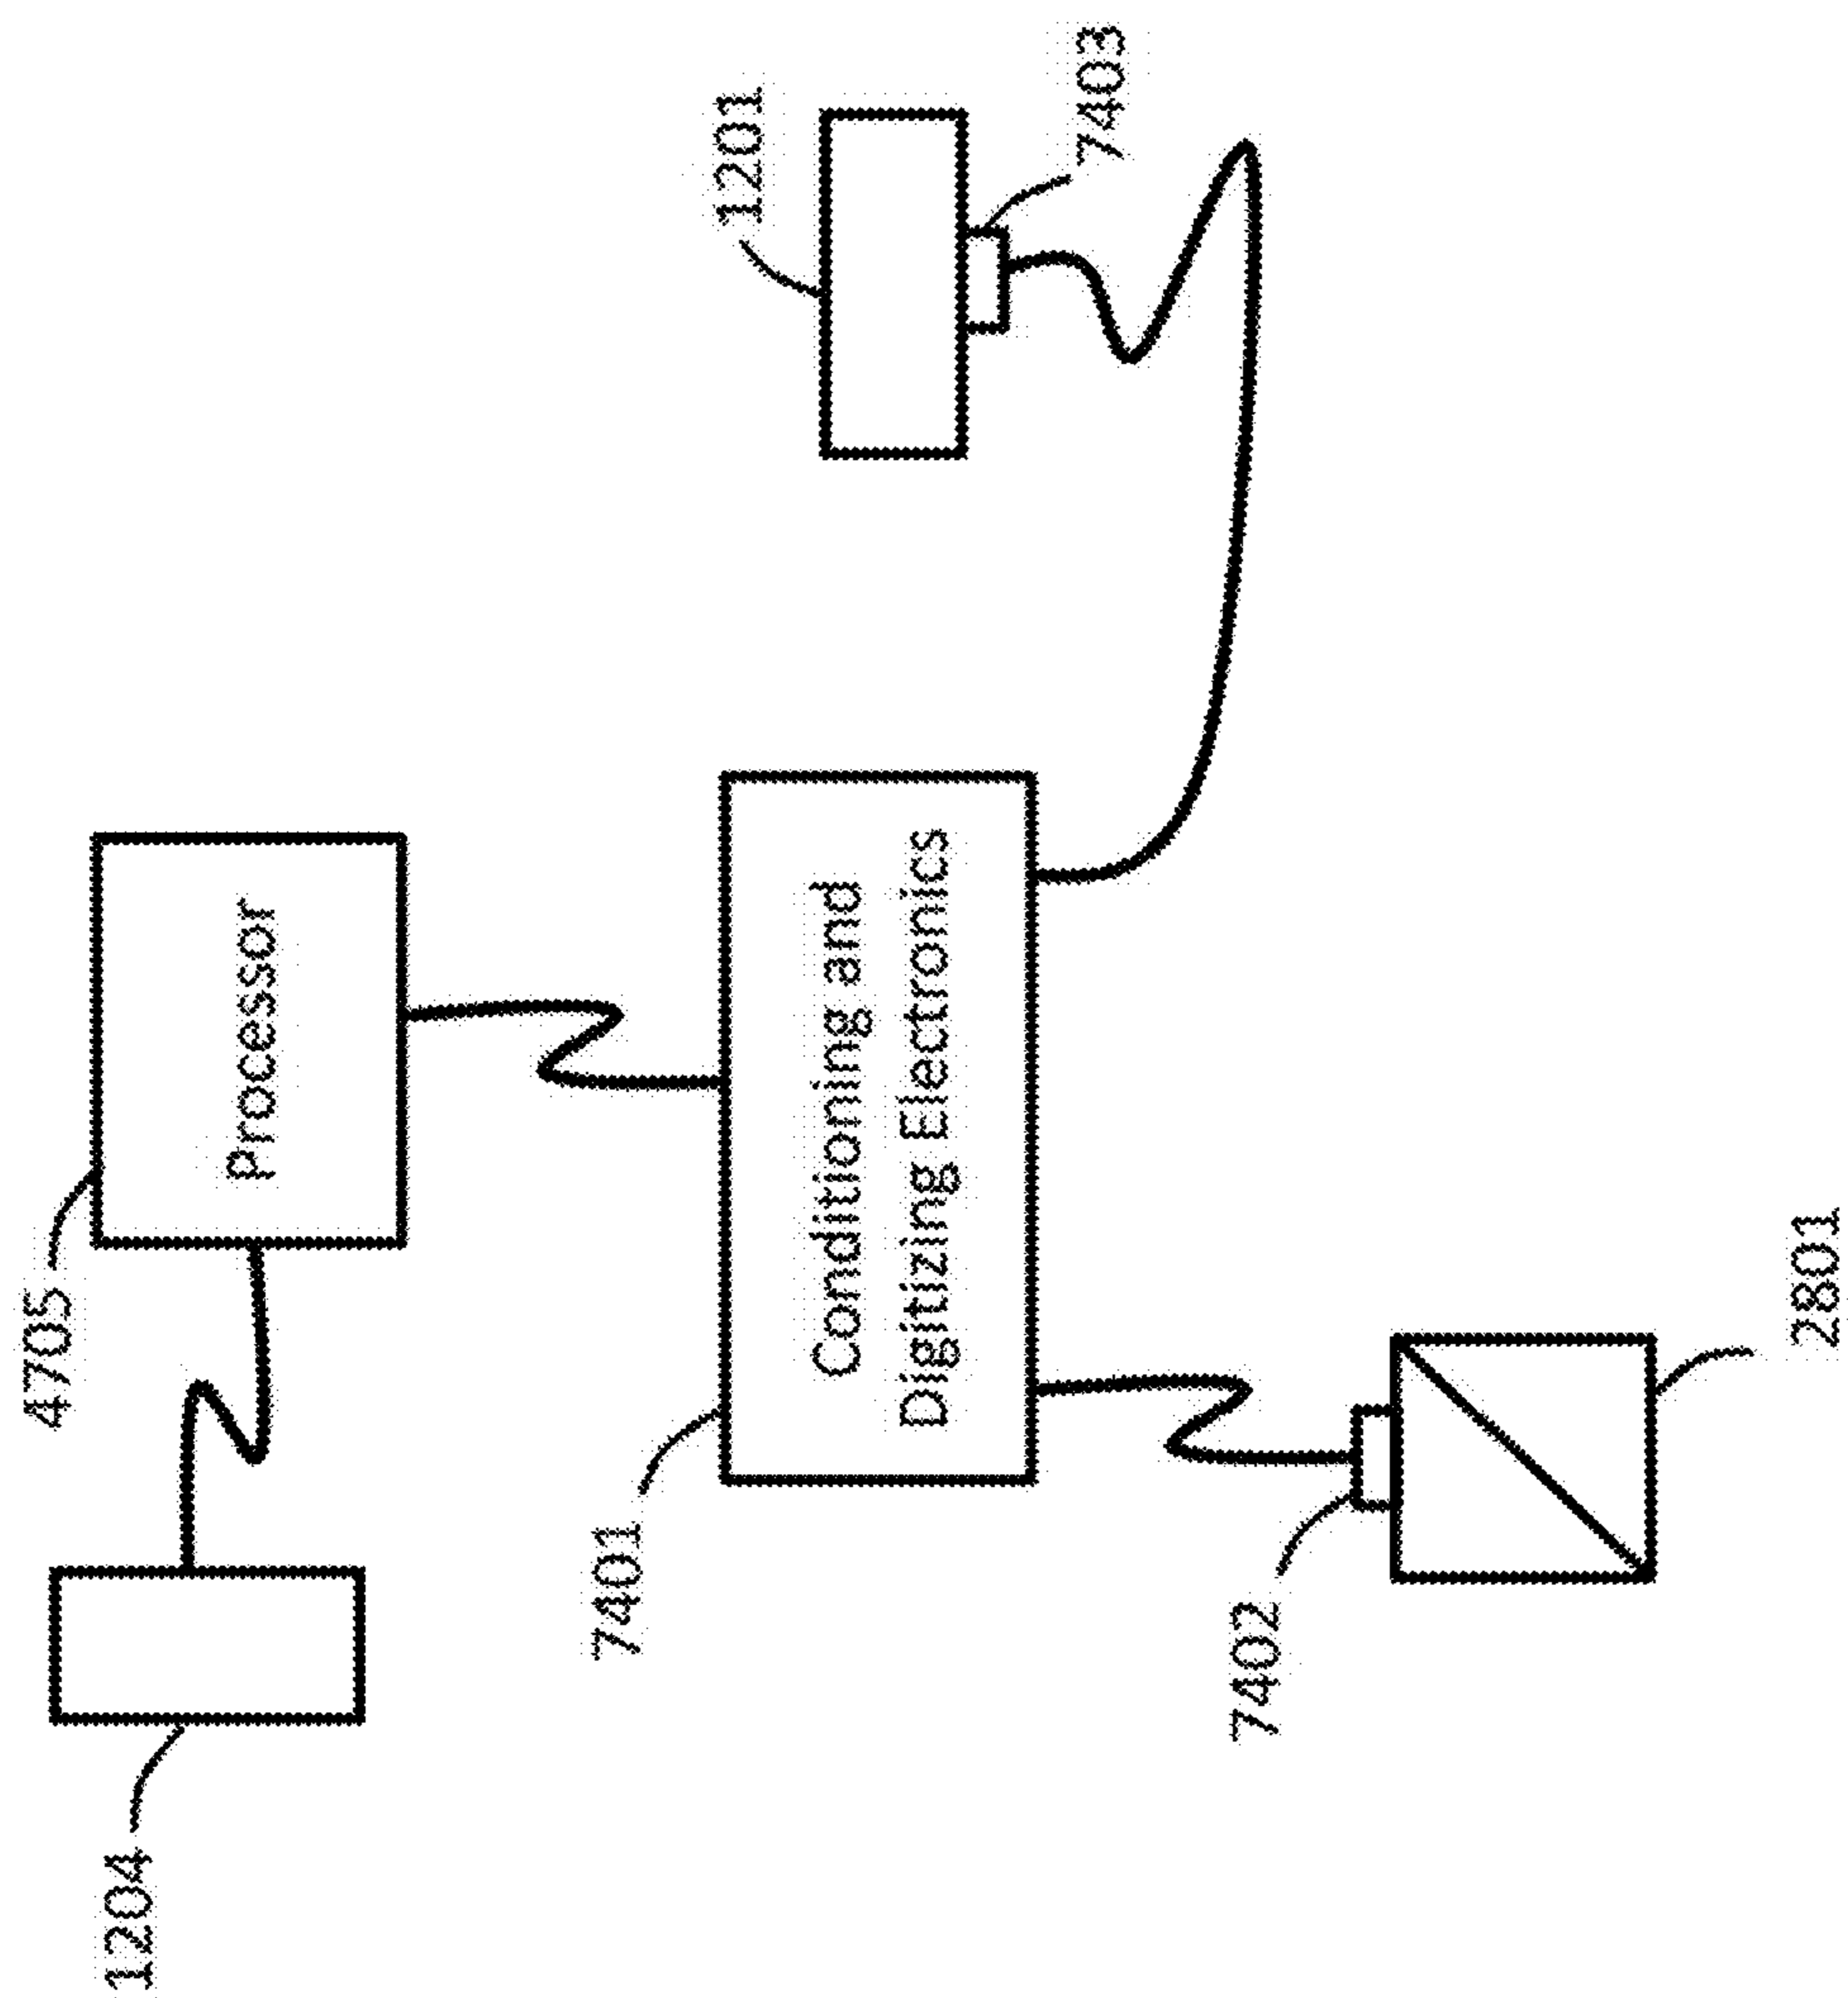 1204
4705
Processor
7401
Conditioning and
Digitizing Electronics
1201
7403
7402
2801